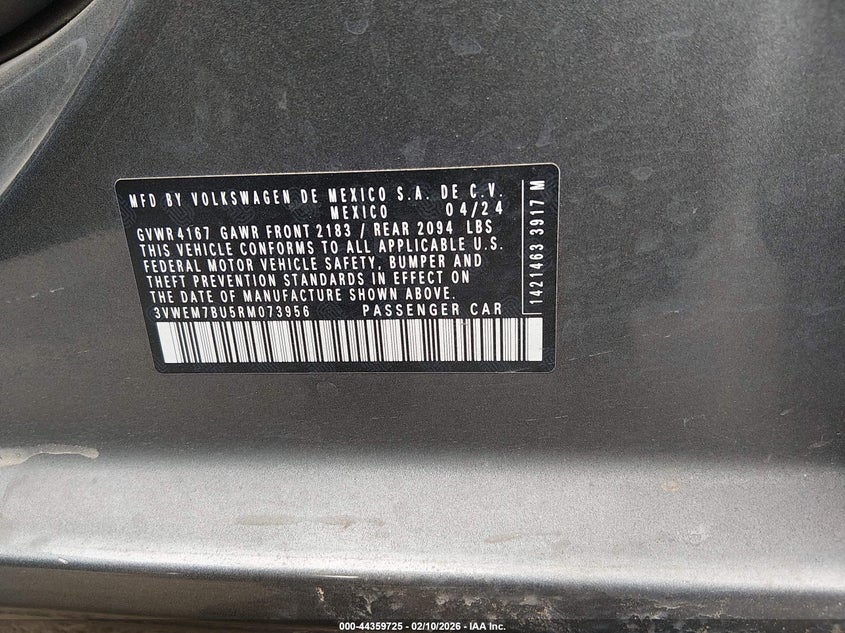 MFD BY VOLKSWAGEN DE MEXICO S.A. DE C.V.
MEXICO 04/24
GVWR 4167 GAWR FRONT 2183 / REAR 2094 LBS
THIS VEHICLE CONFORMS TO ALL APPLICABLE U.S.
FEDERAL MOTOR VEHICLE SAFETY, BUMPER AND
THEFT PREVENTION STANDARDS IN EFFECT ON
THE DATE OF MANUFACTURE SHOWN ABOVE.
3VWEM7BU5RM073956 PASSENGER CAR
1421463 3917 M
000-44359725 - 02/10/2026 - IAA Inc.